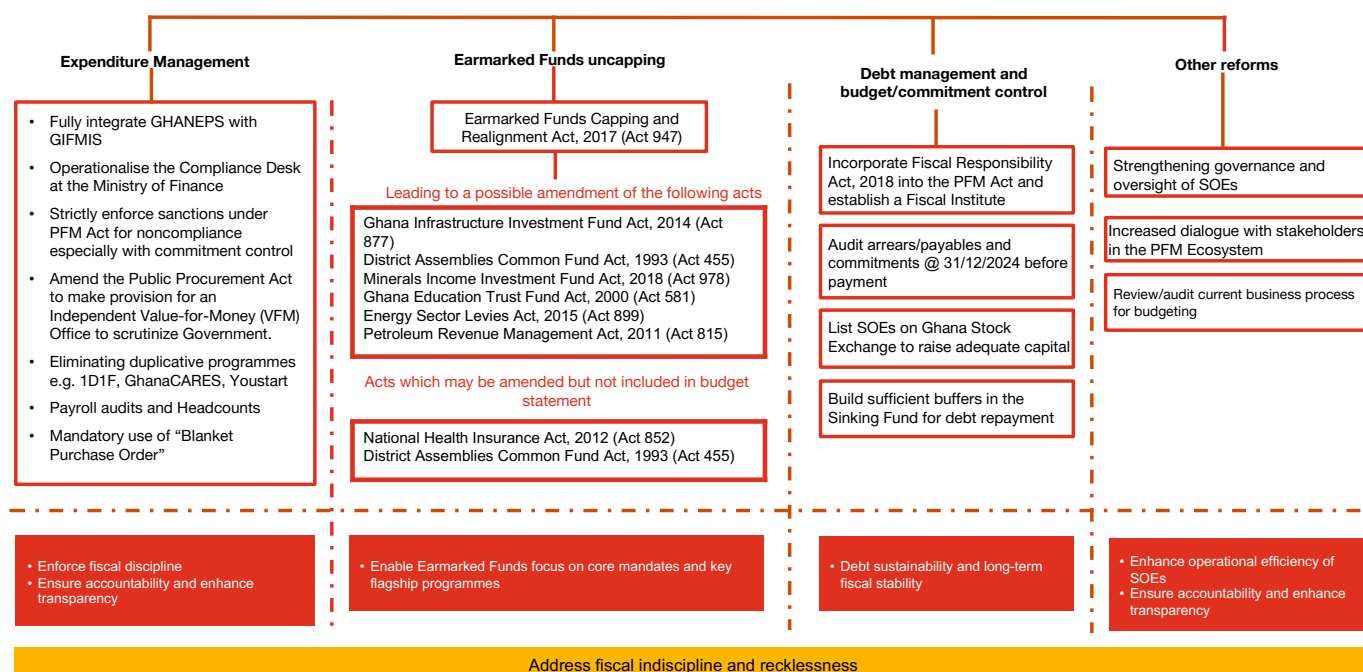 Expenditure Management
• Fully integrate GHANEPS with
GIFMIS
• Operationalise the Compliance Desk
at the Ministry of Finance
• Strictly enforce sanctions under
PFM Act for noncompliance
especially with commitment control
• Amend the Public Procurement Act
to make provision for an
Independent Value-for-Money (VFM)
Office to scrutinize Government.
• Eliminating duplicative programmes
e.g. 1D1F, GhanaCARES, Youstart
• Payroll audits and Headcounts
• Mandatory use of “Blanket
Purchase Order”
• Enforce fiscal discipline
• Ensure accountability and enhance
transparency
Earmarked Funds uncapping
Earmarked Funds Capping and
Realignment Act, 2017 (Act 947)
Leading to a possible amendment of the following acts
Ghana Infrastructure Investment Fund Act, 2014 (Act
877)
District Assemblies Common Fund Act, 1993 (Act 455)
Minerals Income Investment Fund Act, 2018 (Act 978)
Ghana Education Trust Fund Act, 2000 (Act 581)
Energy Sector Levies Act, 2015 (Act 899)
Petroleum Revenue Management Act, 2011 (Act 815)
Acts which may be amended but not included in budget
statement
National Health Insurance Act, 2012 (Act 852)
District Assemblies Common Fund Act, 1993 (Act 455)
• Enable Earmarked Funds focus on core mandates and key
flagship programmes
Debt management and
budget/commitment control
Incorporate Fiscal Responsibility
Act, 2018 into the PFM Act and
establish a Fiscal Institute
Audit arrears/payables and
commitments @ 31/12/2024 before
payment
List SOEs on Ghana Stock
Exchange to raise adequate capital
Build sufficient buffers in the
Sinking Fund for debt repayment
• Debt sustainability and long-term
fiscal stability
Other reforms
Strengthening governance and
oversight of SOEs
Increased dialogue with stakeholders
in the PFM Ecosystem
Review/audit current business process
for budgeting
• Enhance operational efficiency of
SOEs
• Ensure accountability and enhance
transparency
Address fiscal indiscipline and recklessness